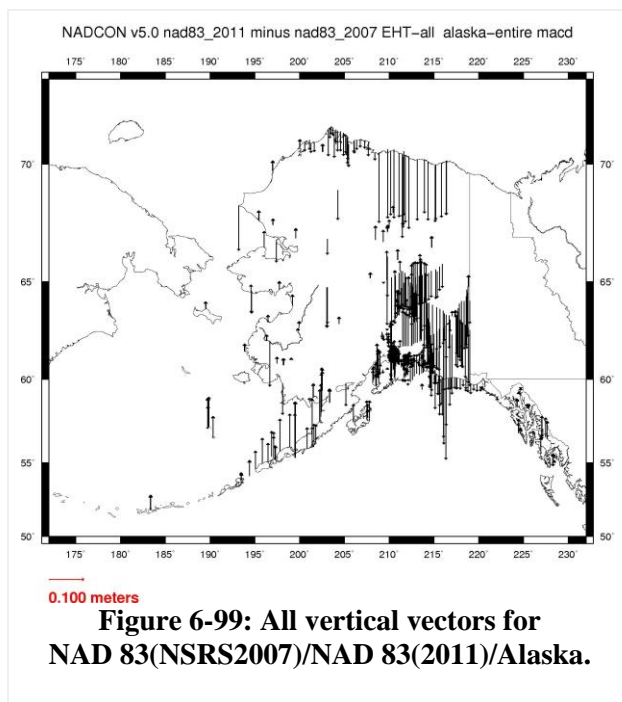 NADCON v5.0 nad83_2011 minus nad83_2007 EHT−all alaska−entire macd
175˚ 180˚ 185˚ 190˚ 195˚ 200˚ 205˚ 210˚ 215˚ 220˚ 225˚ 230˚
70˚ 70˚
65˚ 65˚
60˚ 60˚
55˚ 55˚
50˚ 50˚
175˚ 180˚ 185˚ 190˚ 195˚ 200˚ 205˚ 210˚ 215˚ 220˚ 225˚ 230˚
0.100 meters
Figure 6-99: All vertical vectors for
NAD 83(NSRS2007)/NAD 83(2011)/Alaska.